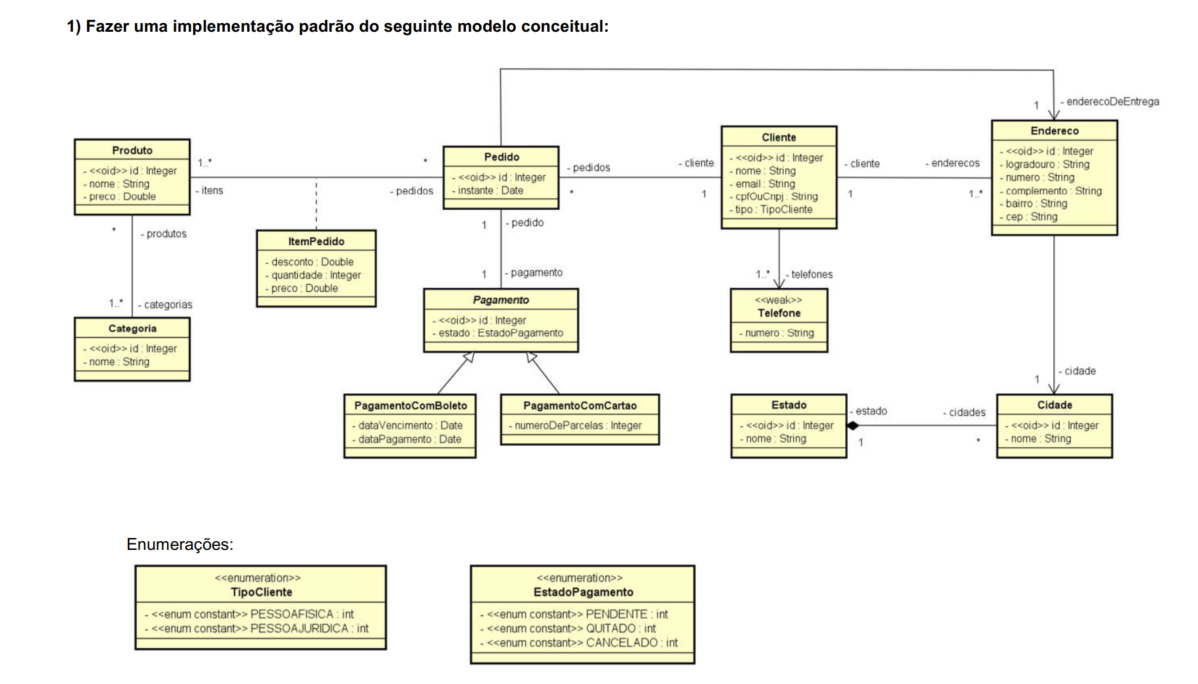 1) Fazer uma implementação padrão do seguinte modelo conceitual:
1
- enderecoDeEntrega
Produto
- <<oid>> id : Integer
- nome : String
- preco : Double
1..*
- itens
*
- pedidos
Pedido
- <<oid>> id : Integer
- instante : Date
- pedidos
*
- cliente
1
Cliente
- <<oid>> id : Integer
- nome : String
- email : String
- cpfOuCnpj : String
- tipo : TipoCliente
- cliente
1
- enderecos
1..*
Endereco
- <<oid>> id : Integer
- logradouro : String
- numero : String
- complemento : String
- bairro : String
- cep : String
*
- produtos
1..*
- categorias
ItemPedido
- desconto : Double
- quantidade : Integer
- preco : Double
1
- pedido
1
- pagamento
1..*
- telefones
Categoria
- <<oid>> id : Integer
- nome : String
Pagamento
- <<oid>> id : Integer
- estado : EstadoPagamento
<<weak>>
Telefone
- numero : String
1
- cidade
PagamentoComBoleto
- dataVencimento : Date
- dataPagamento : Date
PagamentoComCartao
- numeroDeParcelas : Integer
Estado
- <<oid>> id : Integer
- nome : String
- estado
1
- cidades
*
Cidade
- <<oid>> id : Integer
- nome : String
Enumerações:
<<enumeration>>
TipoCliente
- <<enum constant>> PESSOAFISICA : int
- <<enum constant>> PESSOAJURIDICA : int
<<enumeration>>
EstadoPagamento
- <<enum constant>> PENDENTE : int
- <<enum constant>> QUITADO : int
- <<enum constant>> CANCELADO : int